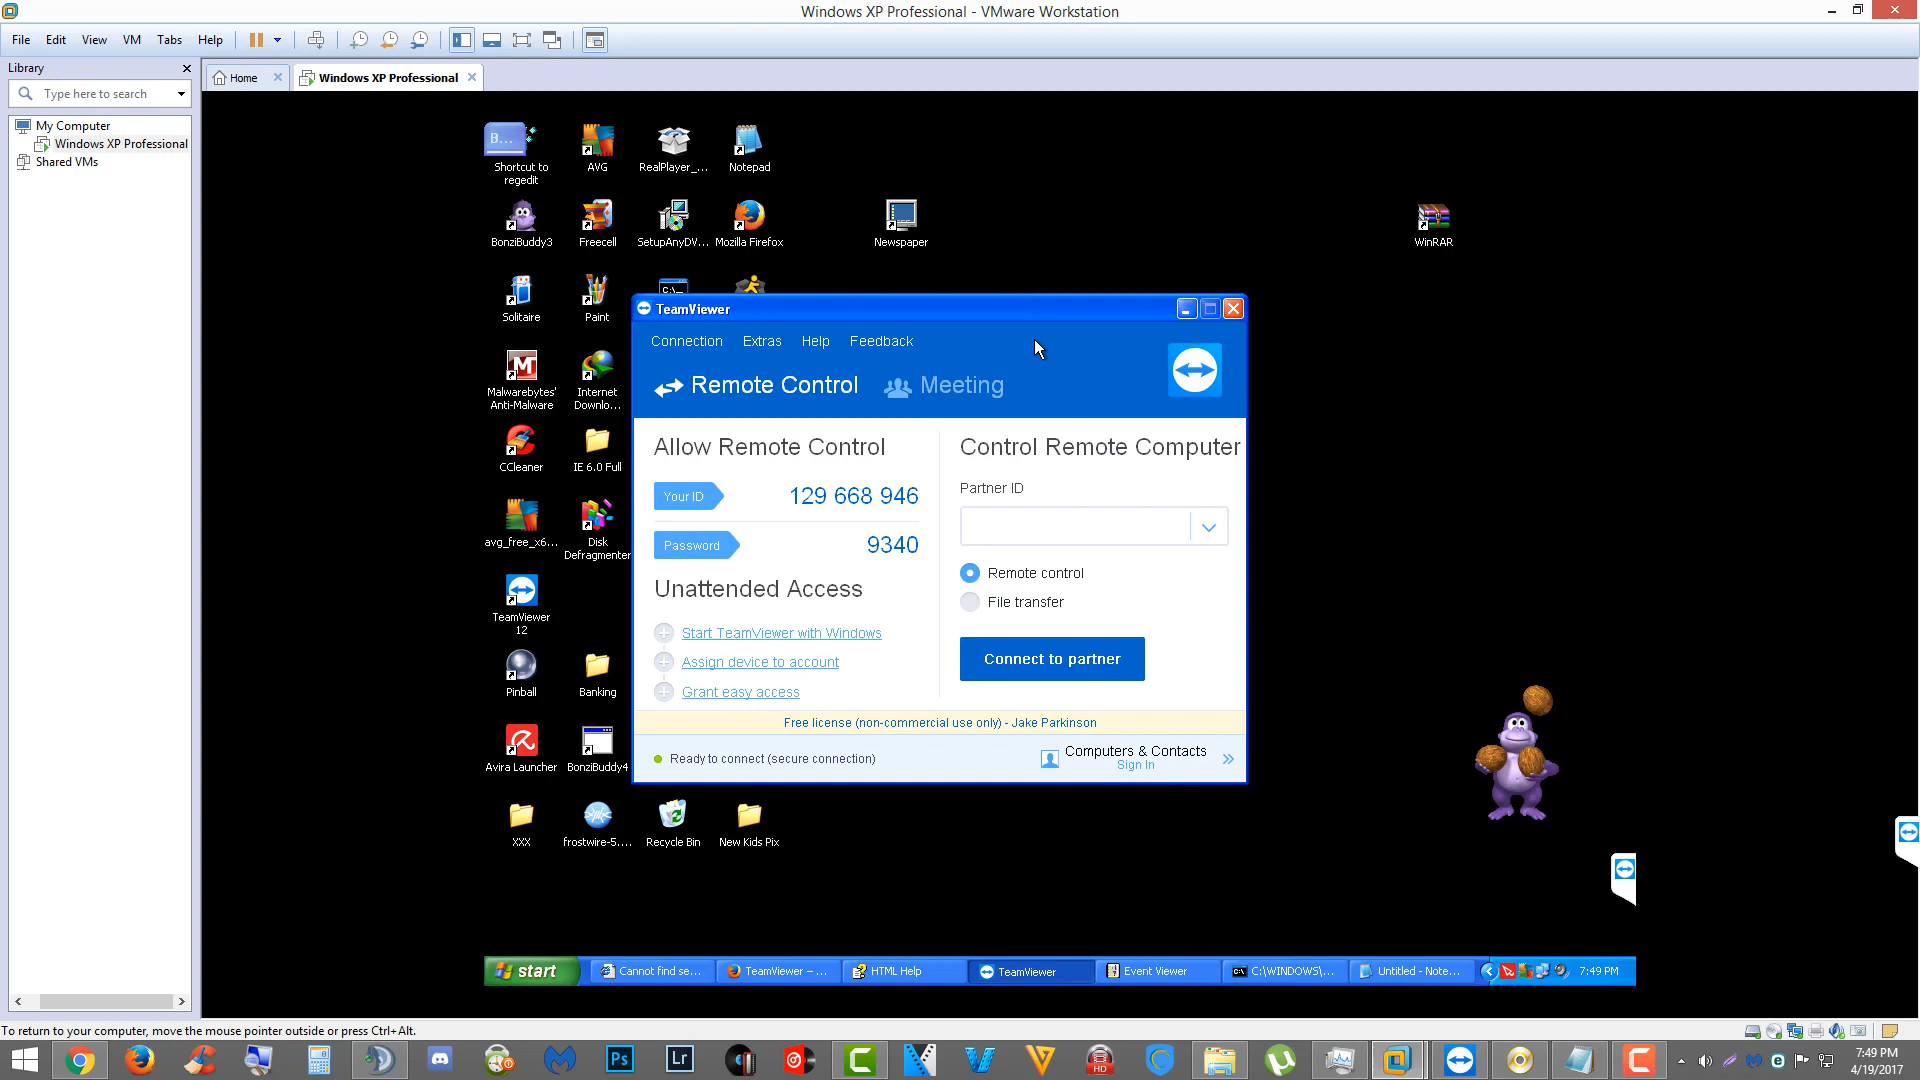 Windows XP Professional - VMware Workstation
File Edit View VM Tabs Help
Library
Home
Windows XP Professional
Type here to search
My Computer
Windows XP Professional
Shared VMs
B...
Shortcut to regedit
AVG
RealPlayer_...
Notepad
BonziBuddy3
Freecell
SetupAnyDV...
Mozilla Firefox
Newspaper
WinRAR
Solitaire
Paint
C:\_
TeamViewer
Connection Extras Help Feedback
Remote Control Meeting
Malwarebytes' Anti-Malware
Internet Downlo...
Allow Remote Control
Control Remote Computer
CCleaner
IE 6.0 Full
Your ID 129 668 946
Partner ID
Password 9340
avg_free_x6...
Disk Defragmenter
Unattended Access
Remote control
File transfer
TeamViewer 12
Start TeamViewer with Windows
Assign device to account
Grant easy access
Connect to partner
Pinball
Banking
Free license (non-commercial use only) - Jake Parkinson
Ready to connect (secure connection)
Computers & Contacts
Sign In
Avira Launcher
BonziBuddy4
XXX
frostwire-5....
Recycle Bin
New Kids Pix
start
Cannot find se...
TeamViewer – ...
HTML Help
TeamViewer
Event Viewer
C:\WINDOWS\...
Untitled - Note...
7:49 PM
To return to your computer, move the mouse pointer outside or press Ctrl+Alt.
Ps
Lr
HD
7:49 PM
4/19/2017